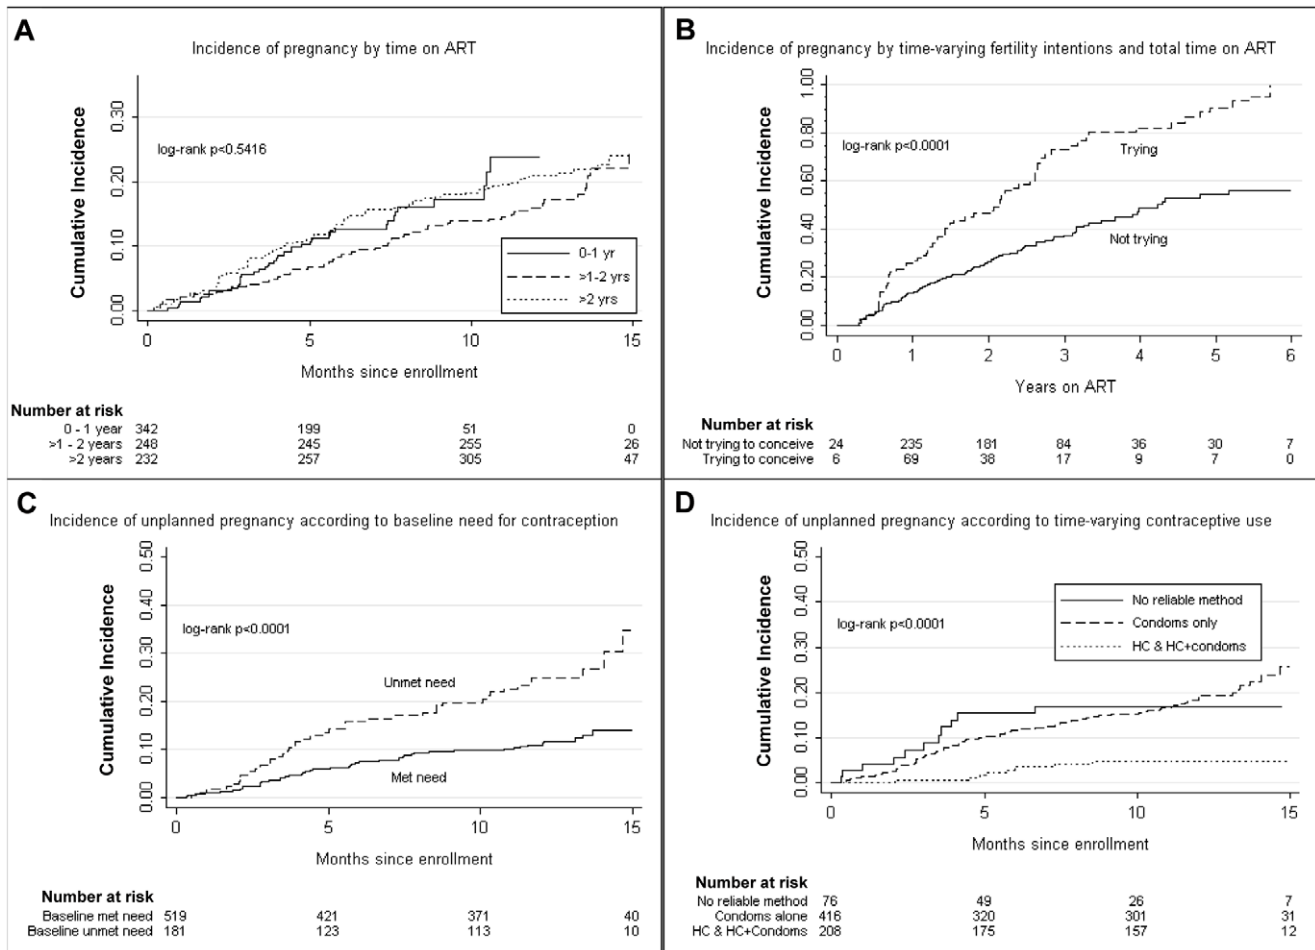 A
Incidence of pregnancy by time on ART
Cumulative Incidence
0.30
0.20
0.10
0.00
log-rank p<0.5416
0-1 yr
>1-2 yrs
>2 yrs
0 5 10 15
Months since enrollment
Number at risk
0 - 1 year 342 199 51 0
>1 - 2 years 248 245 255 26
>2 years 232 257 305 47
B
Incidence of pregnancy by time-varying fertility intentions and total time on ART
Cumulative Incidence
1.00
0.80
0.60
0.40
0.20
0.00
log-rank p<0.0001
Trying
Not trying
0 1 2 3 4 5 6
Years on ART
Number at risk
Not trying to conceive 24 235 181 84 36 30 7
Trying to conceive 6 69 38 17 9 7 0
C
Incidence of unplanned pregnancy according to baseline need for contraception
Cumulative Incidence
0.50
0.40
0.30
0.20
0.10
0.00
log-rank p<0.0001
Unmet need
Met need
0 5 10 15
Months since enrollment
Number at risk
Baseline met need 519 421 371 40
Baseline unmet need 181 123 113 10
D
Incidence of unplanned pregnancy according to time-varying contraceptive use
Cumulative Incidence
0.50
0.40
0.30
0.20
0.10
0.00
log-rank p<0.0001
No reliable method
Condoms only
HC & HC+condoms
0 5 10 15
Months since enrollment
Number at risk
No reliable method 76 49 26 7
Condoms alone 416 320 301 31
HC & HC+Condoms 208 175 157 12